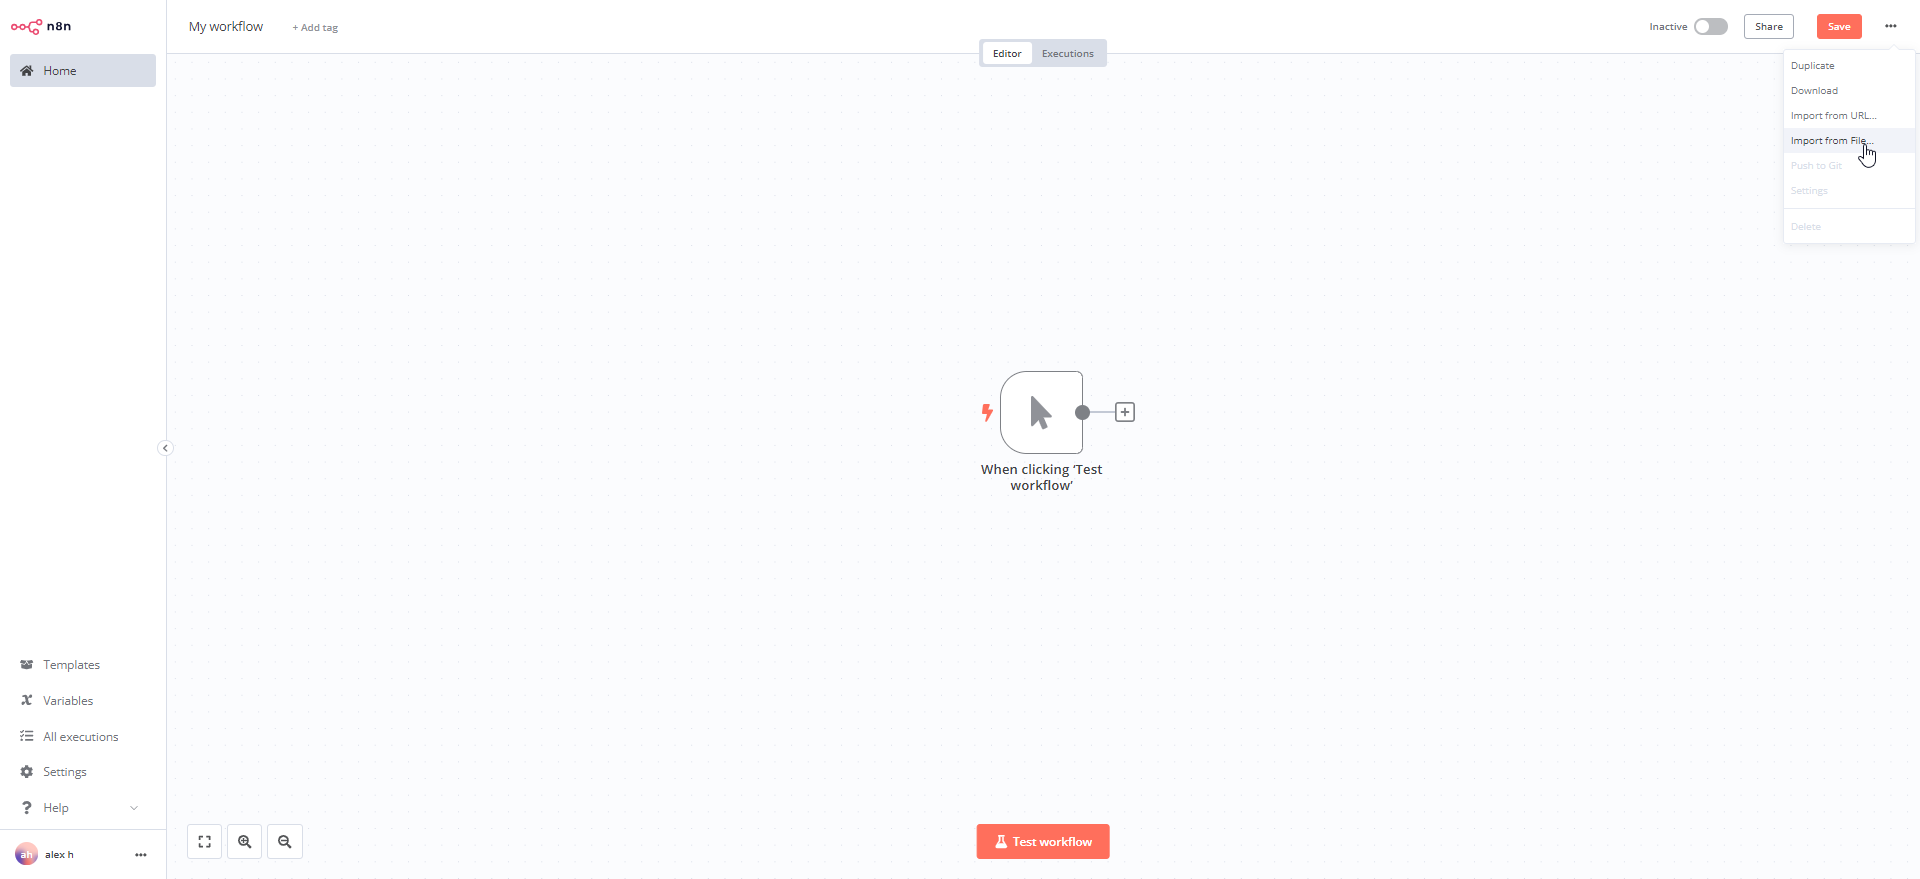 n8n
My workflow
+ Add tag
Inactive
Share
Save
Editor
Executions
Home
Duplicate
Download
Import from URL...
Import from File...
Push to Git
Settings
Delete
When clicking ‘Test
workflow’
Templates
Variables
All executions
Settings
? Help
ah
alex h
Test workflow